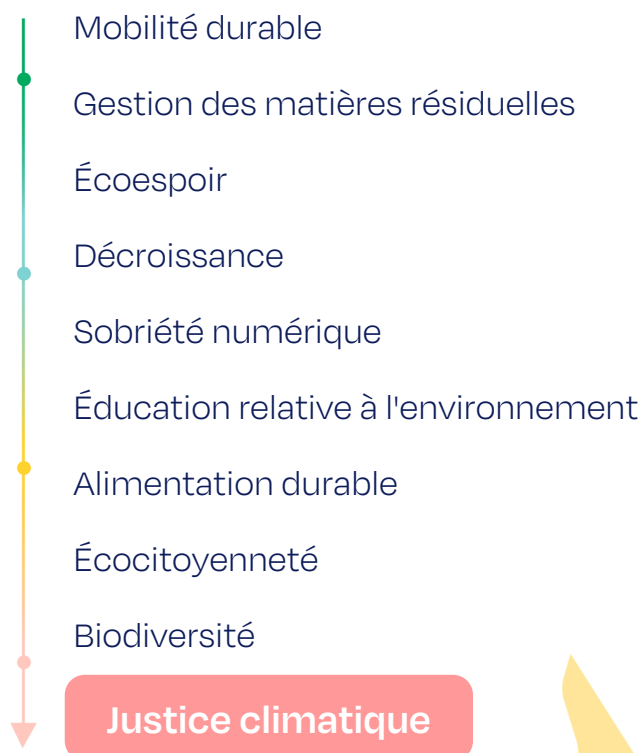 Mobilité durable
Gestion des matières résiduelles
Écoespoir
Décroissance
Sobriété numérique
Éducation relative à l'environnement
Alimentation durable
Écocitoyenneté
Biodiversité
Justice climatique